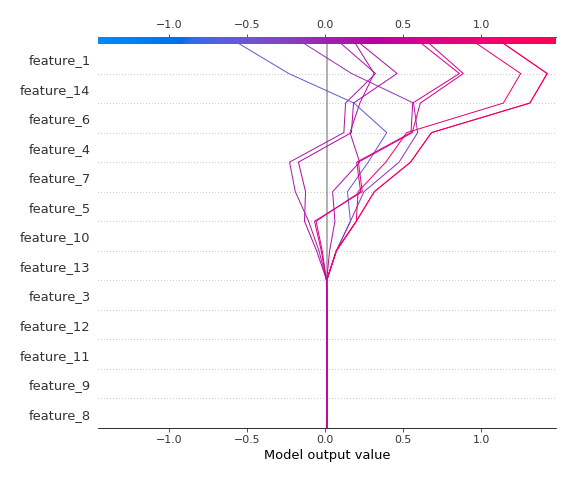 −1.0 −0.5 0.0 0.5 1.0
feature_1
feature_14
feature_6
feature_4
feature_7
feature_5
feature_10
feature_13
feature_3
feature_12
feature_11
feature_9
feature_8
−1.0 −0.5 0.0 0.5 1.0
Model output value